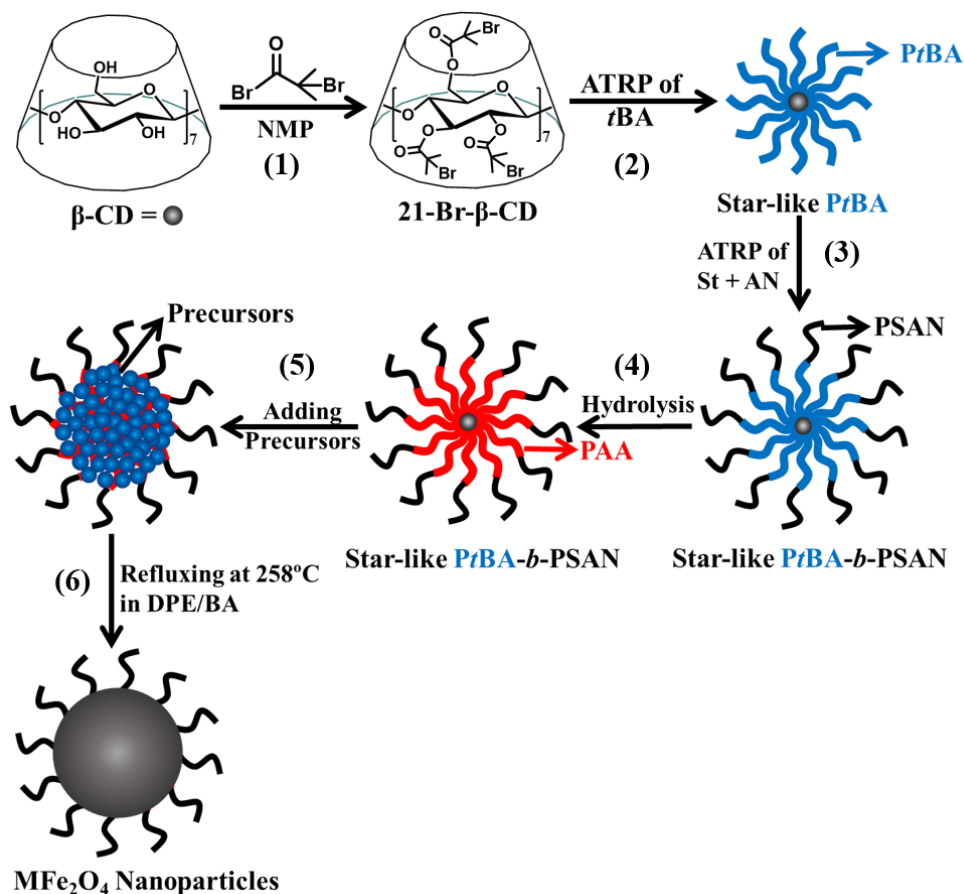 OH
O
O
HO
OH
7
β-CD =
O
Br
Br
NMP
(1)
Br
O
O
O
O
O
O
O
Br
O
Br
7
21-Br-β-CD
ATRP of
tBA
(2)
PtBA
Star-like PtBA
ATRP of
St + AN
(3)
PSAN
Star-like PtBA-b-PSAN
(4)
Hydrolysis
PAA
Star-like PtBA-b-PSAN
(5)
Adding
Precursors
Precursors
(6)
Refluxing at 258°C
in DPE/BA
MFe₂O₄ Nanoparticles